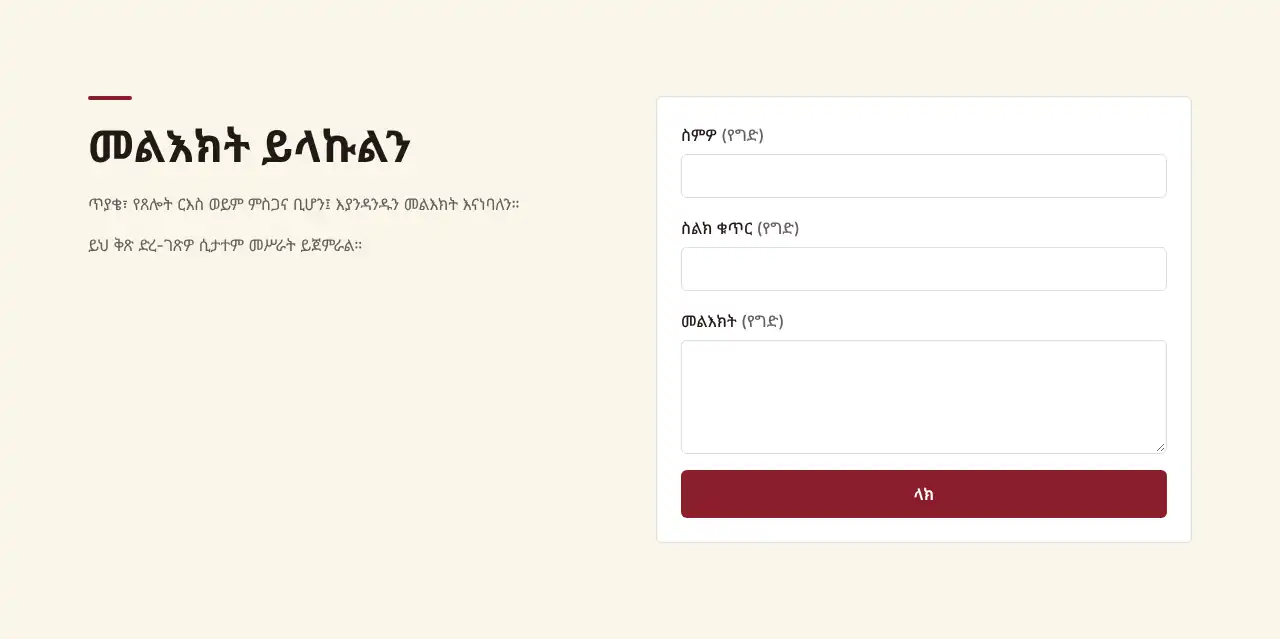 መልእክት ይላኩልን
ጥያቄ፣ የጸሎት ርእስ ወይም ምስጋና ቢሆን፤ እያንዳንዱን መልእክት እናነባለን።
ይህ ቅጽ ድረ-ገጽዎ ሲታተም መሥራት ይጀምራል።
ስምዎ (የግድ)
ስልክ ቁጥር (የግድ)
መልእክት (የግድ)
ላክ